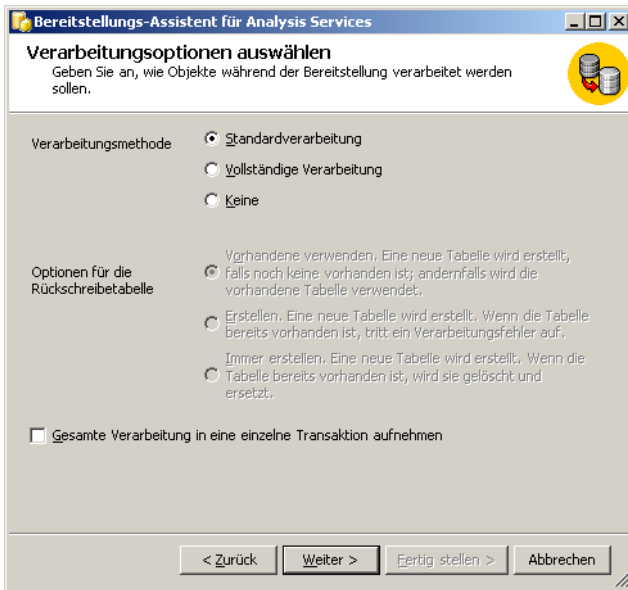 Bereitstellungs-Assistent für Analysis Services
Verarbeitungsoptionen auswählen
Geben Sie an, wie Objekte während der Bereitstellung verarbeitet werden
sollen.
Verarbeitungsmethode
Standardverarbeitung
Vollständige Verarbeitung
Keine
Optionen für die
Rückschreibetabelle
Vorhandene verwenden. Eine neue Tabelle wird erstellt,
falls noch keine vorhanden ist; andernfalls wird die
vorhandene Tabelle verwendet.
Erstellen. Eine neue Tabelle wird erstellt. Wenn die Tabelle
bereits vorhanden ist, tritt ein Verarbeitungsfehler auf.
Immer erstellen. Eine neue Tabelle wird erstellt. Wenn die
Tabelle bereits vorhanden ist, wird sie gelöscht und
ersetzt.
Gesamte Verarbeitung in eine einzelne Transaktion aufnehmen
< Zurück
Weiter >
Fertig stellen >
Abbrechen